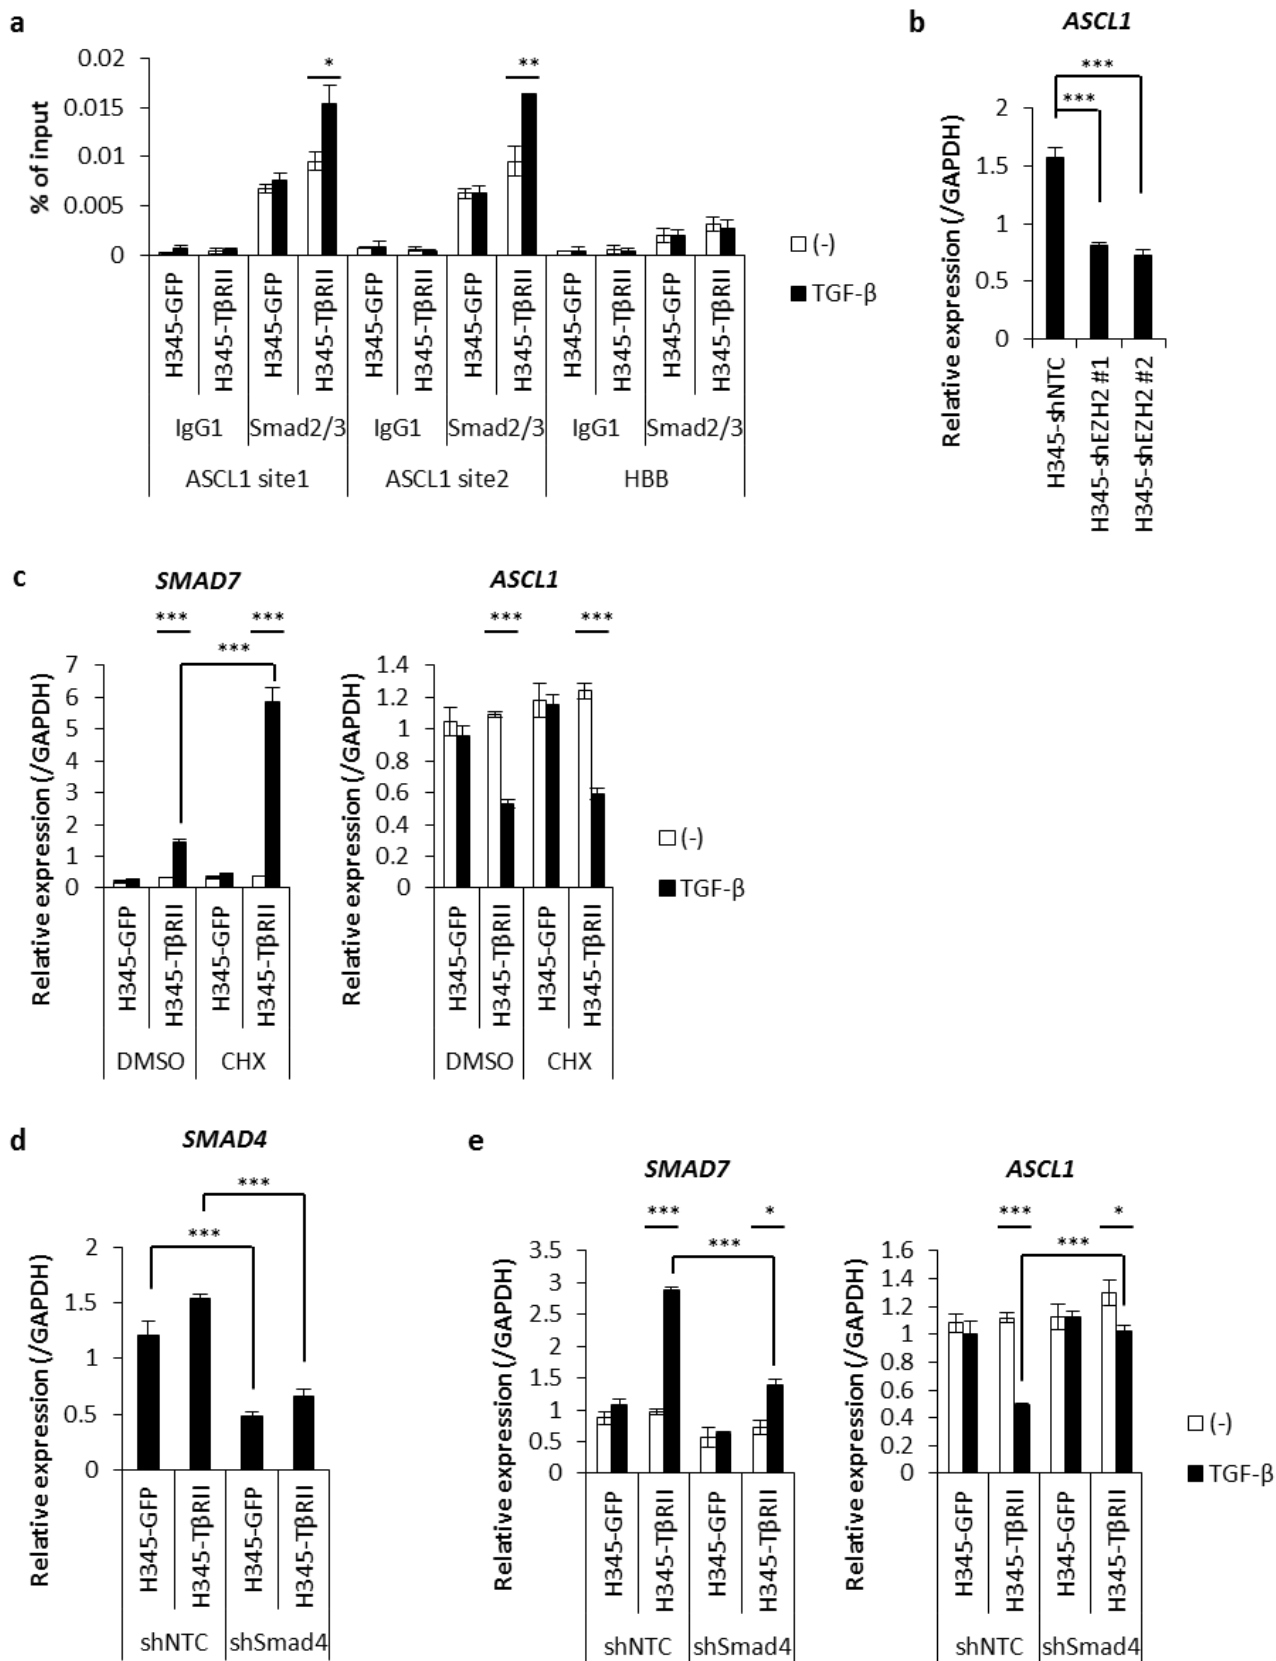 a
% of input
0.02
0.015
0.01
0.005
0
*
**
H345-GFP
H345-TβRII
H345-GFP
H345-TβRII
H345-GFP
H345-TβRII
H345-GFP
H345-TβRII
H345-GFP
H345-TβRII
H345-GFP
H345-TβRII
IgG1
Smad2/3
IgG1
Smad2/3
IgG1
Smad2/3
ASCL1 site1
ASCL1 site2
HBB
(-)
TGF-β
b
ASCL1
***
***
Relative expression (/GAPDH)
2
1.5
1
0.5
0
H345-shNTC
H345-shEZH2 #1
H345-shEZH2 #2
c
SMAD7
***
***
***
Relative expression (/GAPDH)
7
6
5
4
3
2
1
0
H345-GFP
H345-TβRII
H345-GFP
H345-TβRII
DMSO
CHX
ASCL1
***
***
Relative expression (/GAPDH)
1.4
1.2
1
0.8
0.6
0.4
0.2
0
H345-GFP
H345-TβRII
H345-GFP
H345-TβRII
DMSO
CHX
(-)
TGF-β
d
SMAD4
***
***
Relative expression (/GAPDH)
2
1.5
1
0.5
0
H345-GFP
H345-TβRII
H345-GFP
H345-TβRII
shNTC
shSmad4
e
SMAD7
***
*
***
Relative expression (/GAPDH)
3.5
3
2.5
2
1.5
1
0.5
0
H345-GFP
H345-TβRII
H345-GFP
H345-TβRII
shNTC
shSmad4
ASCL1
***
*
***
Relative expression (/GAPDH)
1.6
1.4
1.2
1
0.8
0.6
0.4
0.2
0
H345-GFP
H345-TβRII
H345-GFP
H345-TβRII
shNTC
shSmad4
(-)
TGF-β